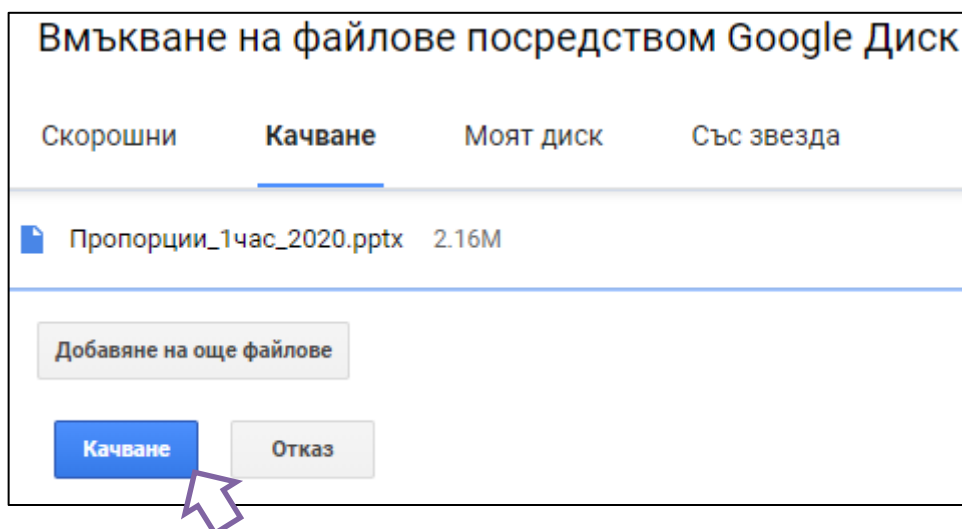 Вмъкване на файлове посредством Google Диск
Скорошни Качване Моят диск Със звезда
Пропорции_1час_2020.pptx 2.16M
Добавяне на още файлове
Качване Отказ